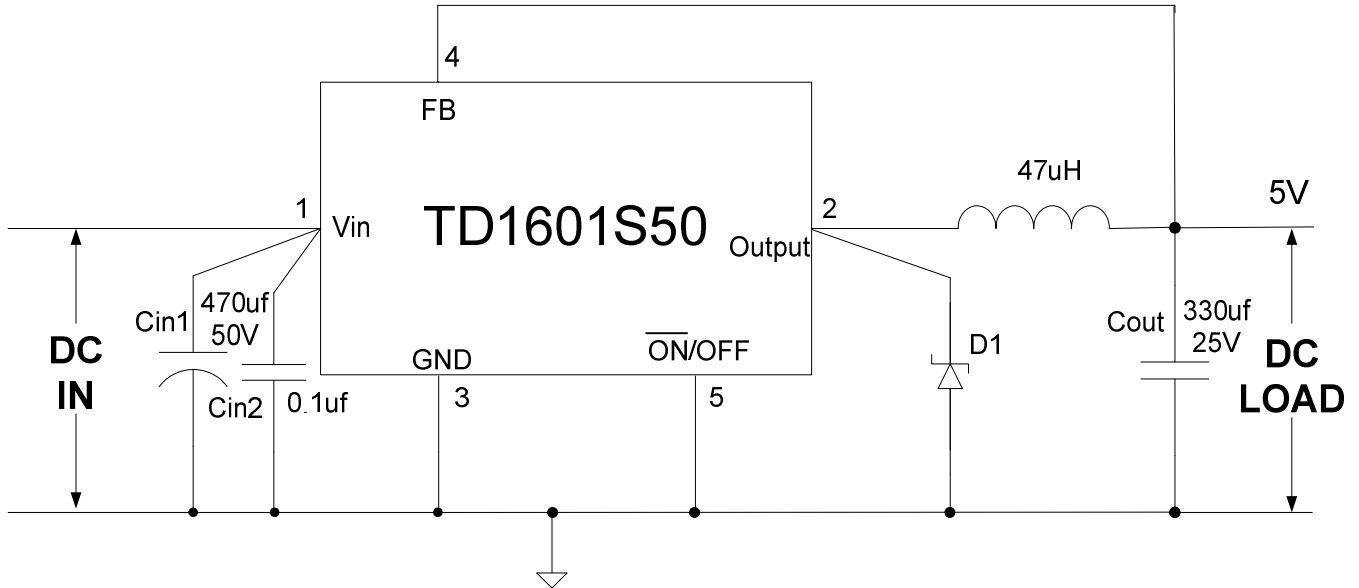 4
FB
47uH
5V
1
Vin
TD1601S50
2
Output
470uf
50V
Cin1
Cout
330uf
25V
DC
IN
GND
ON/OFF
D1
DC
LOAD
Cin2
0.1uf
3
5